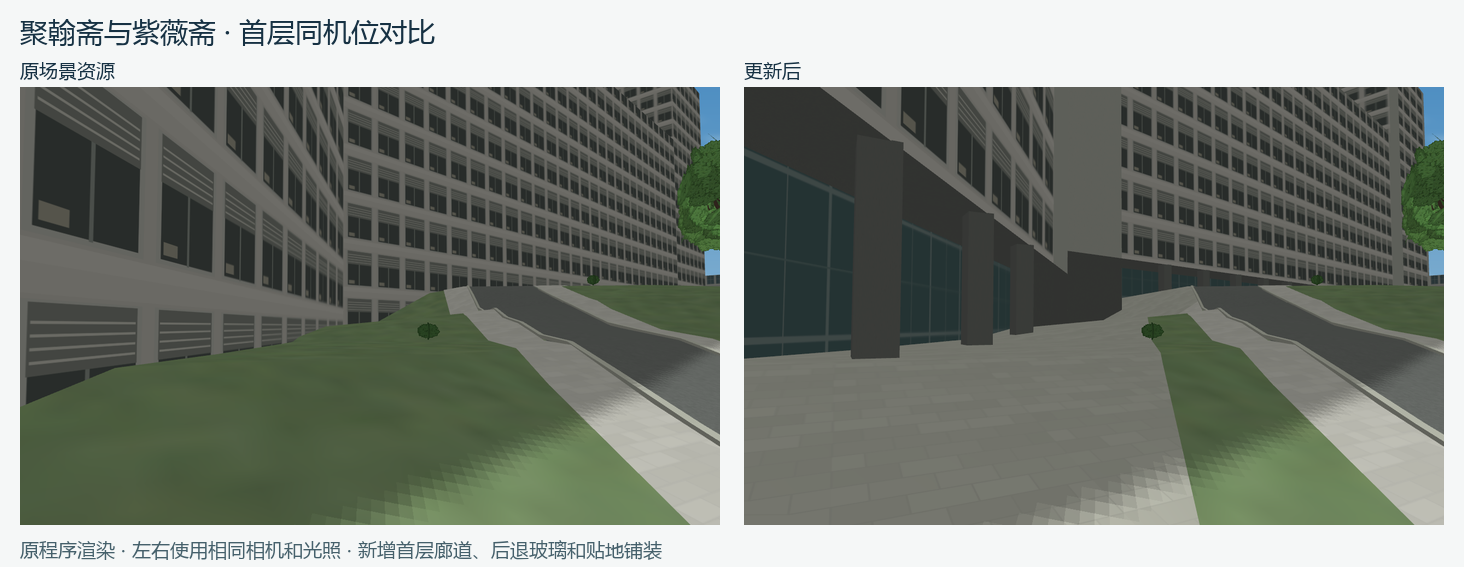 聚翰斋与紫薇斋 · 首层同机位对比
原场景资源
更新后
原程序渲染 · 左右使用相同相机和光照 · 新增首层廊道、后退玻璃和贴地铺装